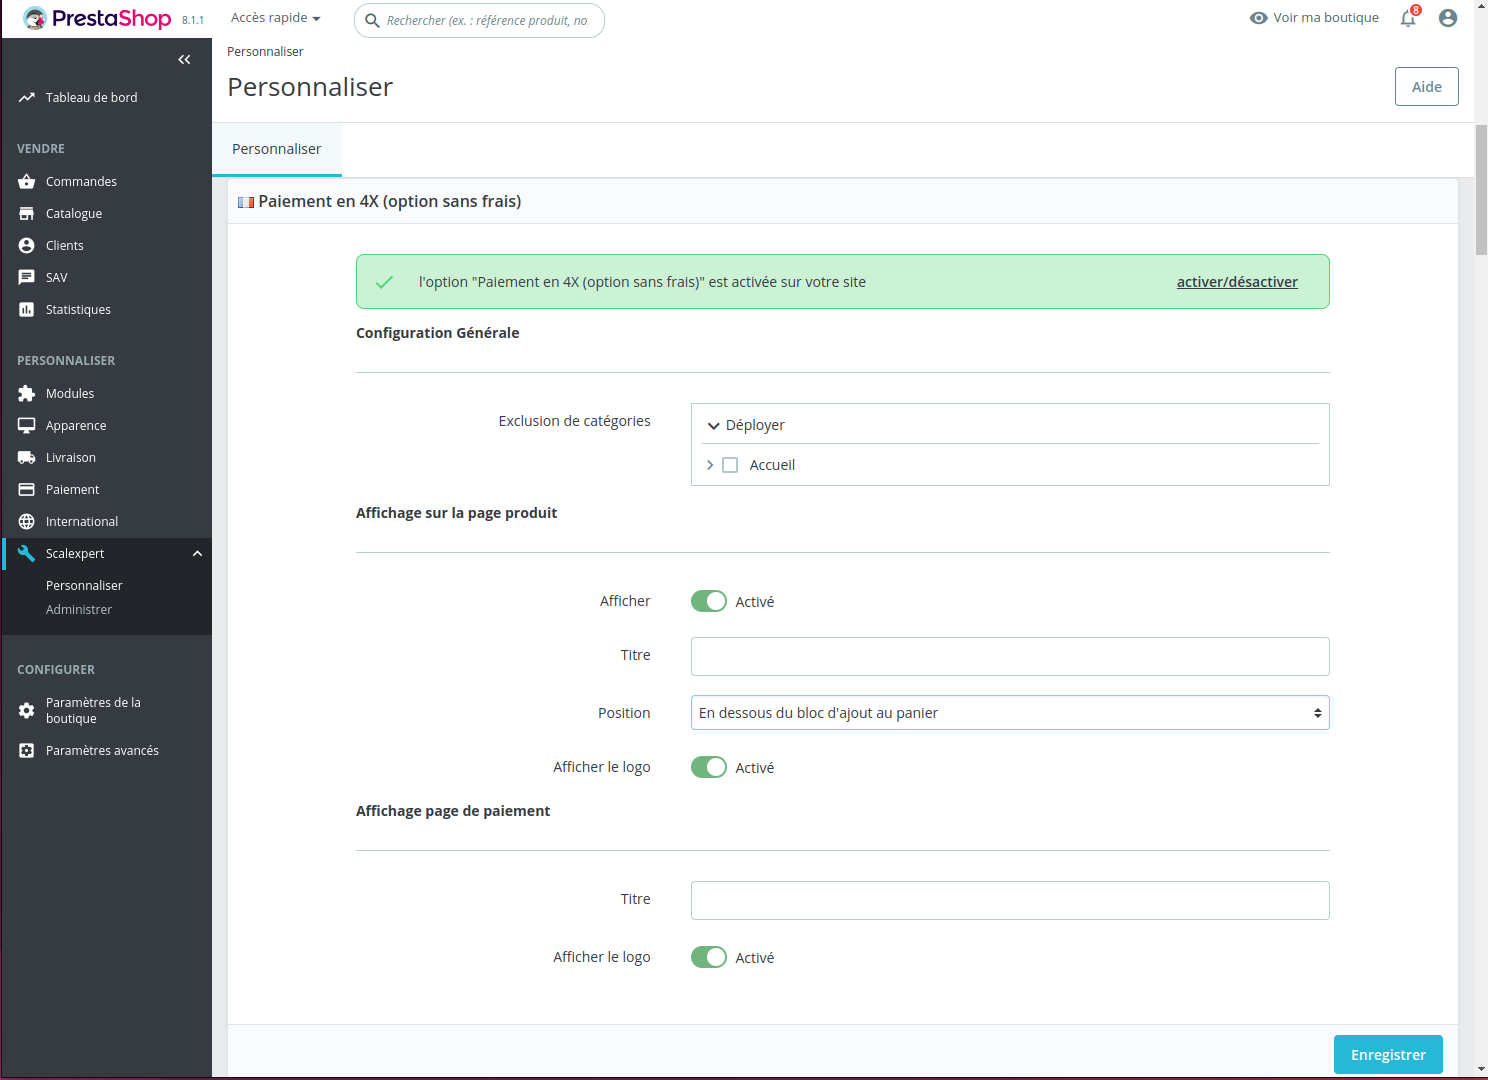 PrestaShop 8.1.1
Accès rapide
Rechercher (ex. : référence produit, no
Voir ma boutique
8
Personnaliser
Personnaliser
Aide
Personnaliser
Tableau de bord
VENDRE
Commandes
Catalogue
Clients
SAV
Statistiques
PERSONNALISER
Modules
Apparence
Livraison
Paiement
International
Scalexpert
Personnaliser
Administrer
CONFIGURER
Paramètres de la
boutique
Paramètres avancés
Paiement en 4X (option sans frais)
l'option "Paiement en 4X (option sans frais)" est activée sur votre site
activer/désactiver
Configuration Générale
Exclusion de catégories
Déployer
Accueil
Affichage sur la page produit
Afficher
Activé
Titre
Position
En dessous du bloc d'ajout au panier
Afficher le logo
Activé
Affichage page de paiement
Titre
Afficher le logo
Activé
Enregistrer